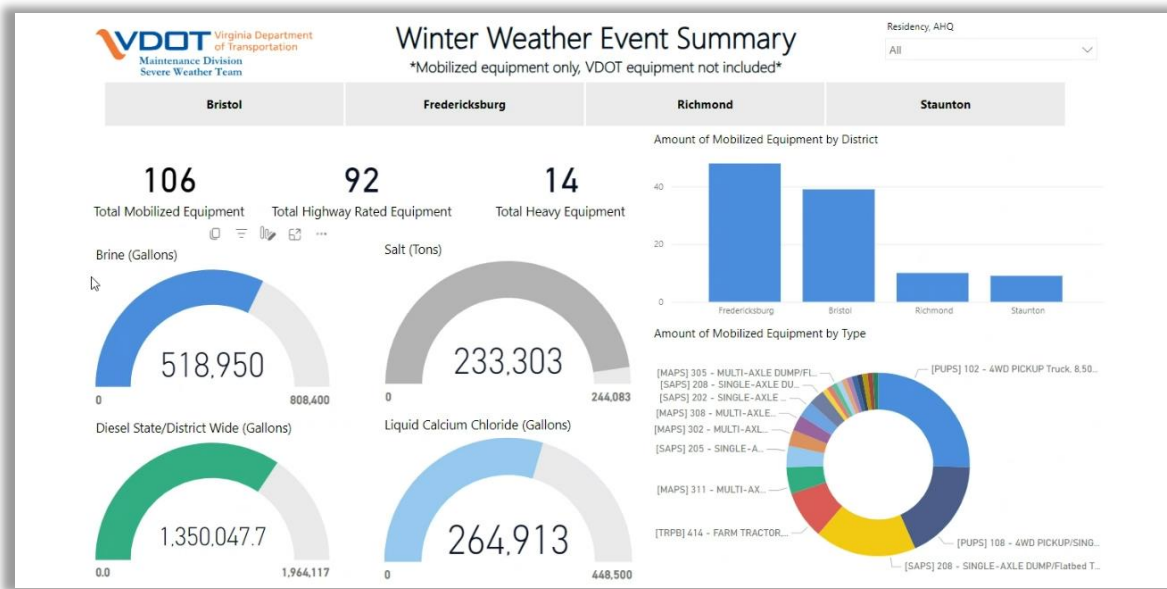 VDOT Virginia Department
of Transportation
Maintenance Division
Severe Weather Team
Winter Weather Event Summary
*Mobilized equipment only, VDOT equipment not included*
Residency, AHQ
All
Bristol
Fredericksburg
Richmond
Staunton
106
Total Mobilized Equipment
92
Total Highway Rated Equipment
14
Total Heavy Equipment
Brine (Gallons)
518,950
0
808,400
Salt (Tons)
233,303
0
244,083
Diesel State/District Wide (Gallons)
1,350,047.7
0.0
1,964,117
Liquid Calcium Chloride (Gallons)
264,913
0
448,500
Amount of Mobilized Equipment by District
40
20
0
Fredericksburg
Bristol
Richmond
Staunton
Amount of Mobilized Equipment by Type
[MAPS] 305 - MULTI-AXLE DUMP/FL...
[SAPS] 208 - SINGLE-AXLE DU...
[SAPS] 202 - SINGLE-AXLE ...
[MAPS] 308 - MULTI-AXLE...
[MAPS] 302 - MULTI-AXL...
[SAPS] 205 - SINGLE-A...
[MAPS] 311 - MULTI-AX...
[TRPB] 414 - FARM TRACTOR...
[PUPS] 102 - 4WD PICKUP Truck. 8,50...
[PUPS] 108 - 4WD PICKUP/SING...
[SAPS] 208 - SINGLE-AXLE DUMP/Flatbed T...